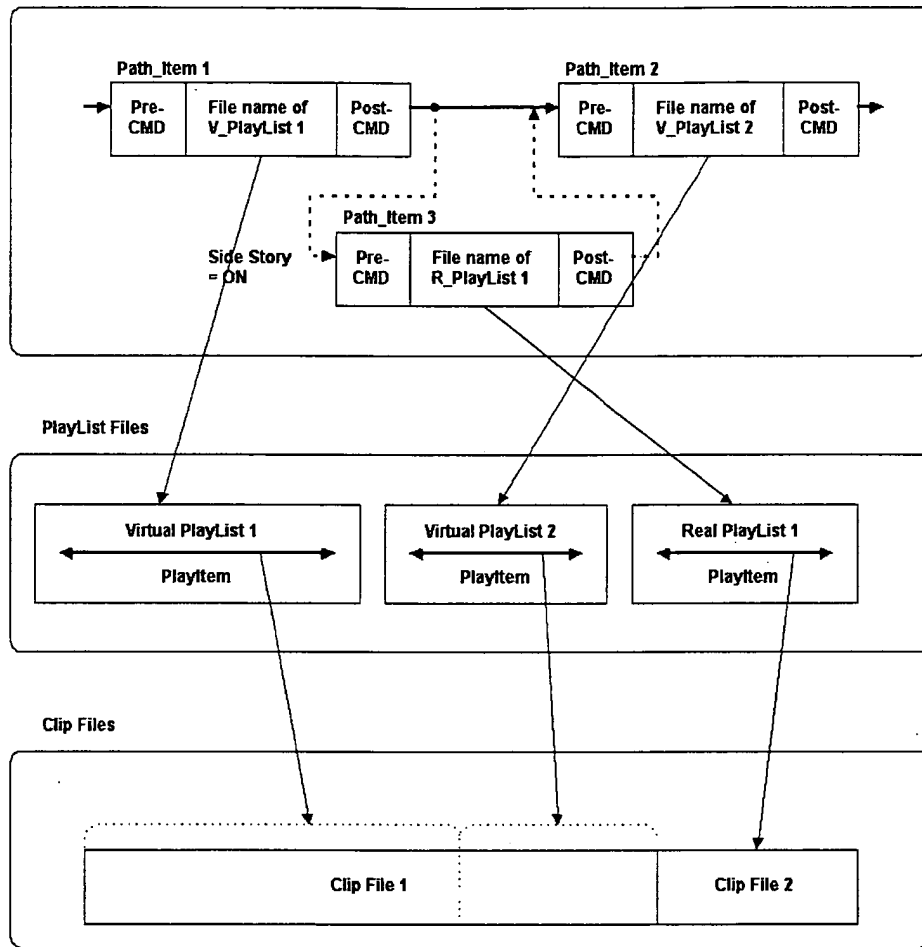 Path_Item 1
Path_Item 2
Pre-
CMD
File name of
V_PlayList 1
Post-
CMD
Pre-
CMD
File name of
V_PlayList 2
Post-
CMD
Path_Item 3
Side Story
= ON
Pre-
CMD
File name of
R_PlayList 1
Post-
CMD
PlayList Files
Virtual PlayList 1
PlayItem
Virtual PlayList 2
PlayItem
Real PlayList 1
PlayItem
Clip Files
Clip File 1
Clip File 2